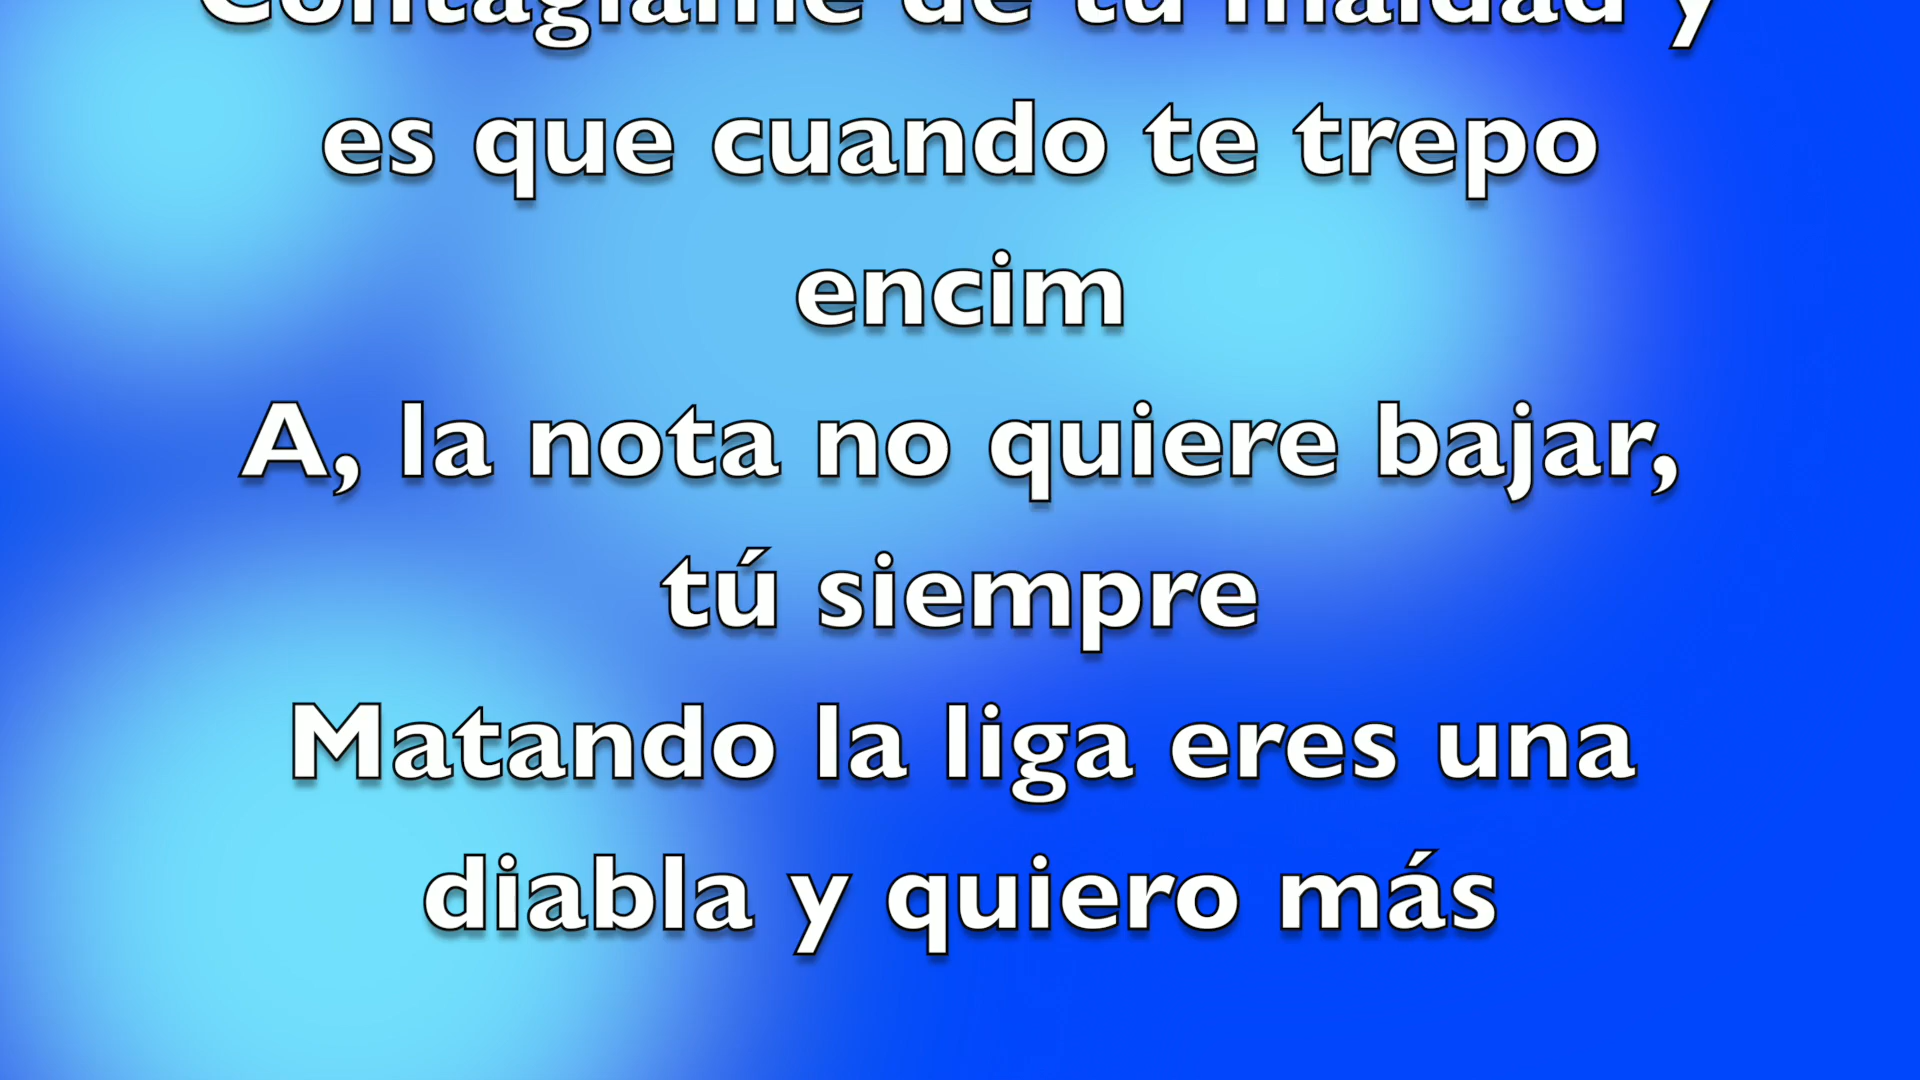 Contagiame de tu maldad y
es que cuando te trepo
encim
A, la nota no quiere bajar,
tú siempre
Matando la liga eres una
diabla y quiero más